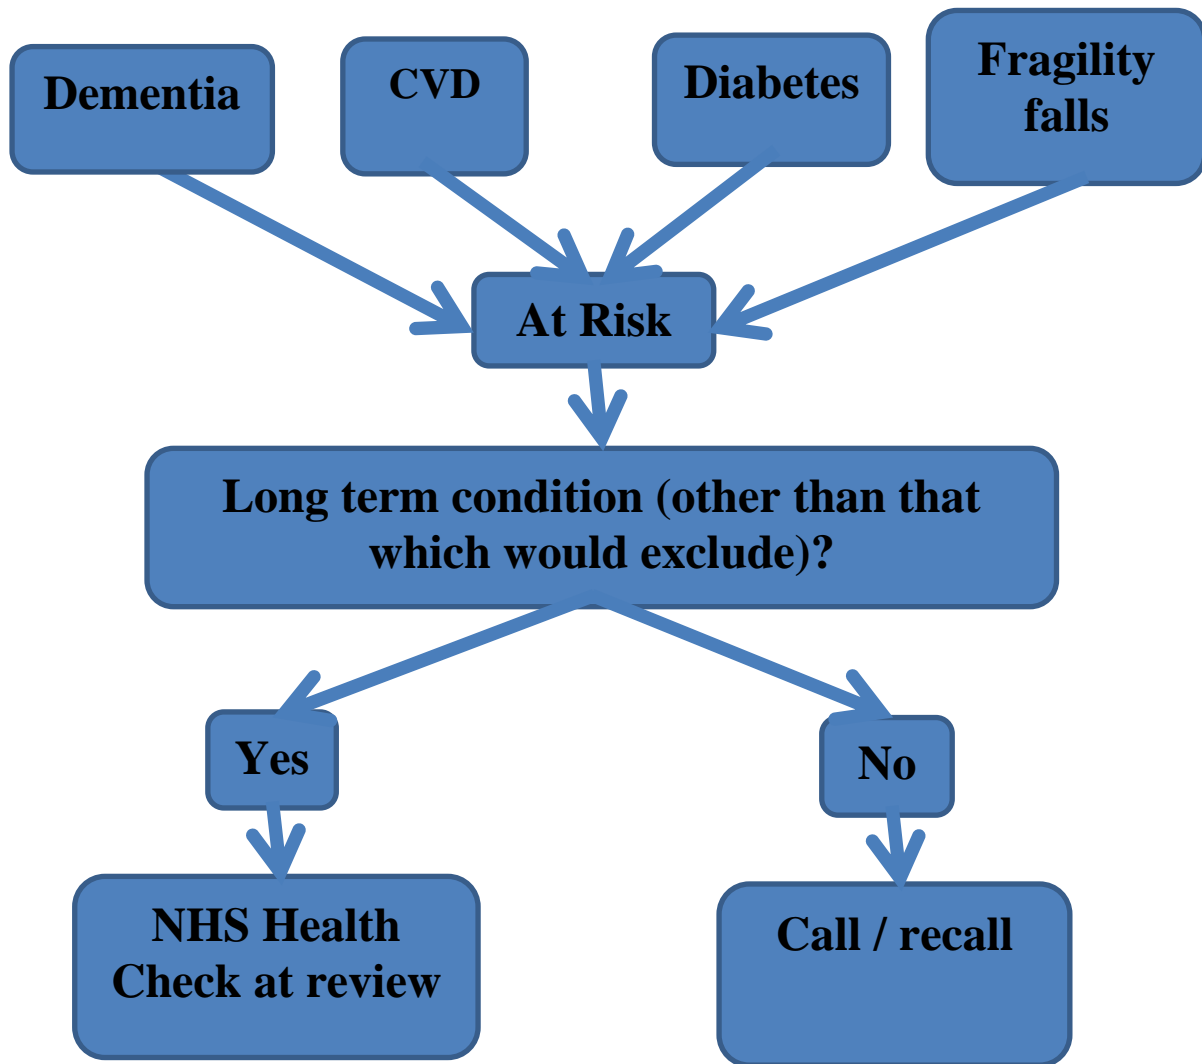 Dementia
CVD
Diabetes
Fragility
falls
At Risk
Long term condition (other than that
which would exclude)?
Yes
No
NHS Health
Check at review
Call / recall